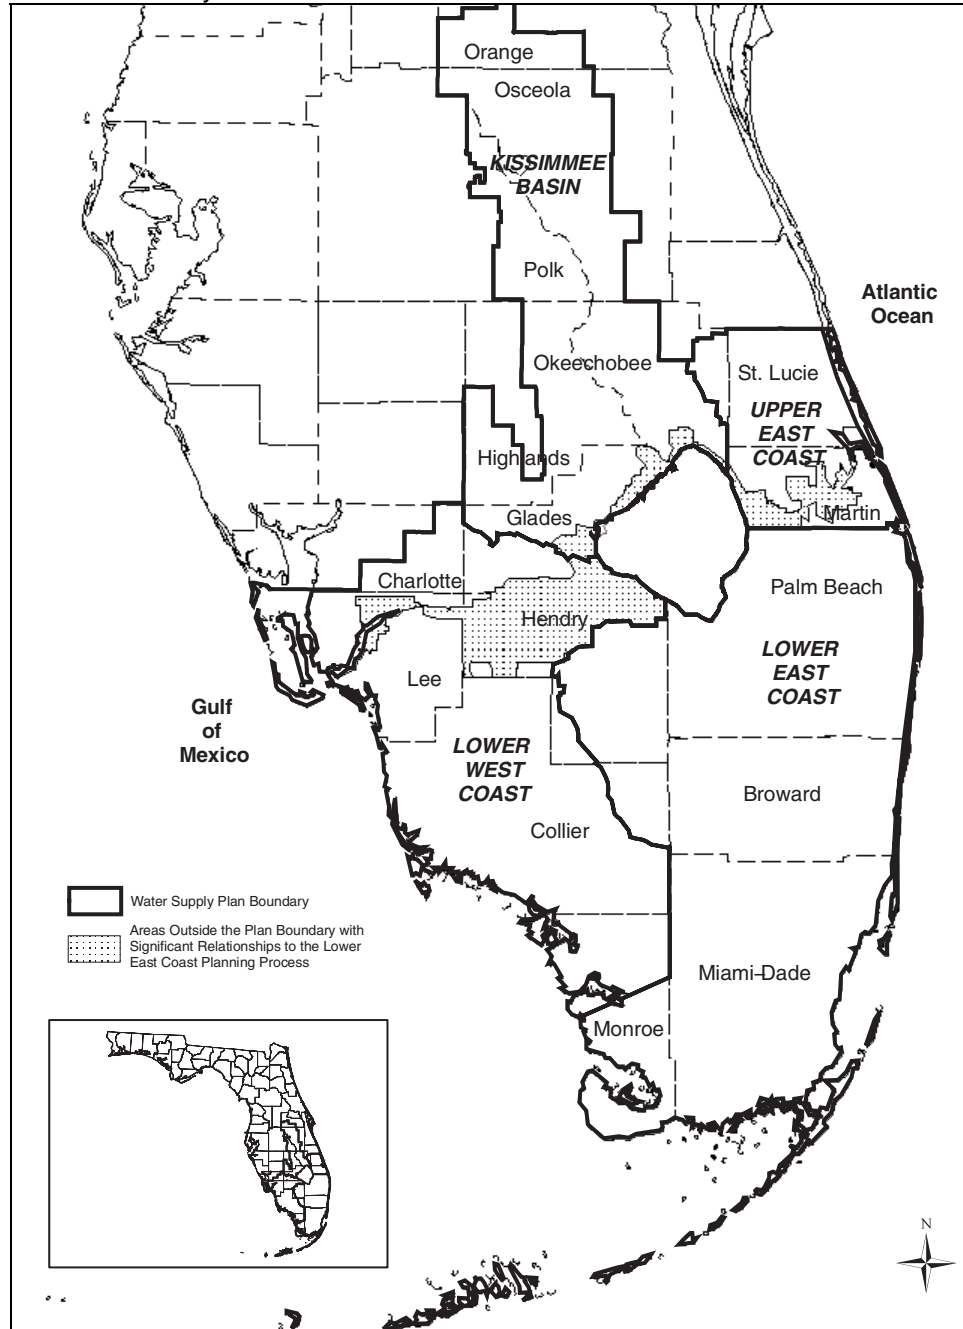 Orange
Osceola
KISSIMMEE
BASIN
Polk
Atlantic
Ocean
Okeechobee
St. Lucie
UPPER
EAST
COAST
Highlands
Glades
Martin
Charlotte
Palm Beach
Hendry
LOWER
EAST
COAST
Lee
Gulf
of
Mexico
LOWER
WEST
COAST
Broward
Collier
Water Supply Plan Boundary
Areas Outside the Plan Boundary with
Significant Relationships to the Lower
East Coast Planning Process
Miami-Dade
Monroe
N